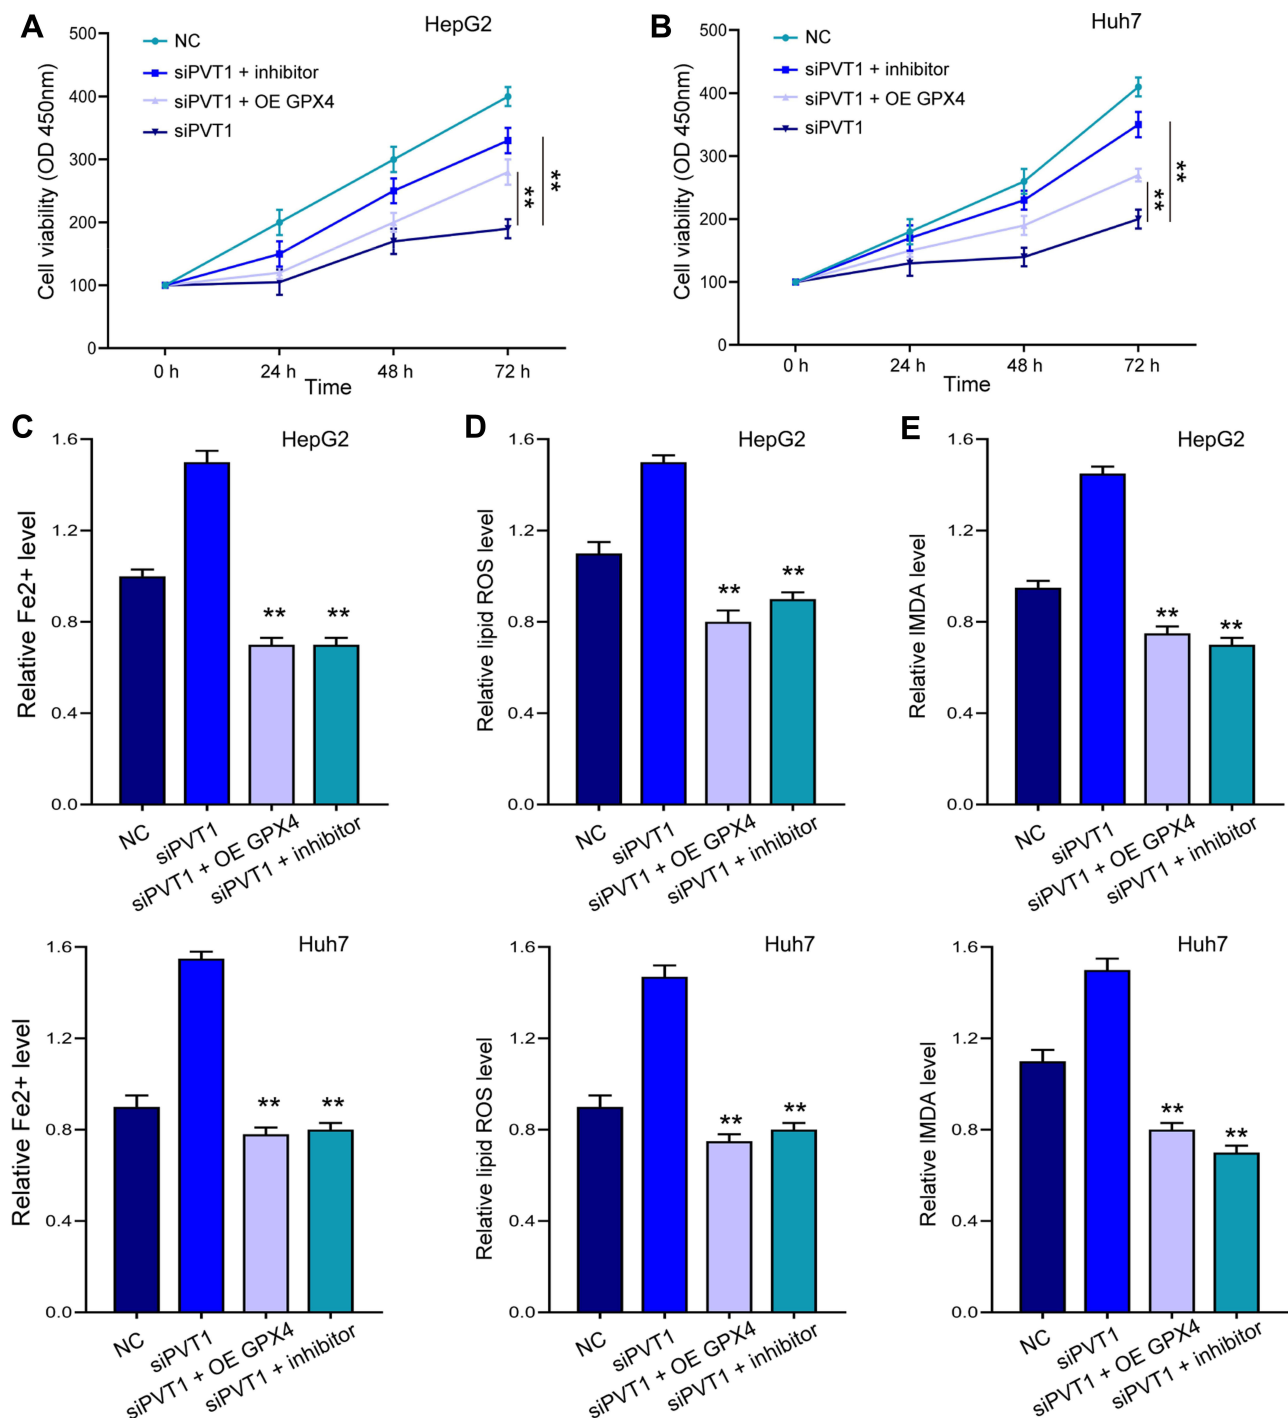 A
HepG2
NC
siPVT1 + inhibitor
siPVT1 + OE GPX4
siPVT1
Cell viability (OD 450nm)
500
400
300
200
100
0
0 h
24 h
48 h
72 h
Time
**
**
B
Huh7
NC
siPVT1 + inhibitor
siPVT1 + OE GPX4
siPVT1
Cell viability (OD 450nm)
500
400
300
200
100
0
0 h
24 h
48 h
72 h
Time
**
**
C
HepG2
Relative Fe2+ level
1.6
1.2
0.8
0.4
0.0
**
**
NC
siPVT1
siPVT1 + OE GPX4
siPVT1 + inhibitor
D
HepG2
Relative lipid ROS level
1.6
1.2
0.8
0.4
0.0
**
**
NC
siPVT1
siPVT1 + OE GPX4
siPVT1 + inhibitor
E
HepG2
Relative lMDA level
1.6
1.2
0.8
0.4
0.0
**
**
NC
siPVT1
siPVT1 + OE GPX4
siPVT1 + inhibitor
Huh7
Relative Fe2+ level
1.6
1.2
0.8
0.4
0.0
**
**
NC
siPVT1
siPVT1 + OE GPX4
siPVT1 + inhibitor
Huh7
Relative lipid ROS level
1.6
1.2
0.8
0.4
0.0
**
**
NC
siPVT1
siPVT1 + OE GPX4
siPVT1 + inhibitor
Huh7
Relative lMDA level
1.6
1.2
0.8
0.4
0.0
**
**
NC
siPVT1
siPVT1 + OE GPX4
siPVT1 + inhibitor